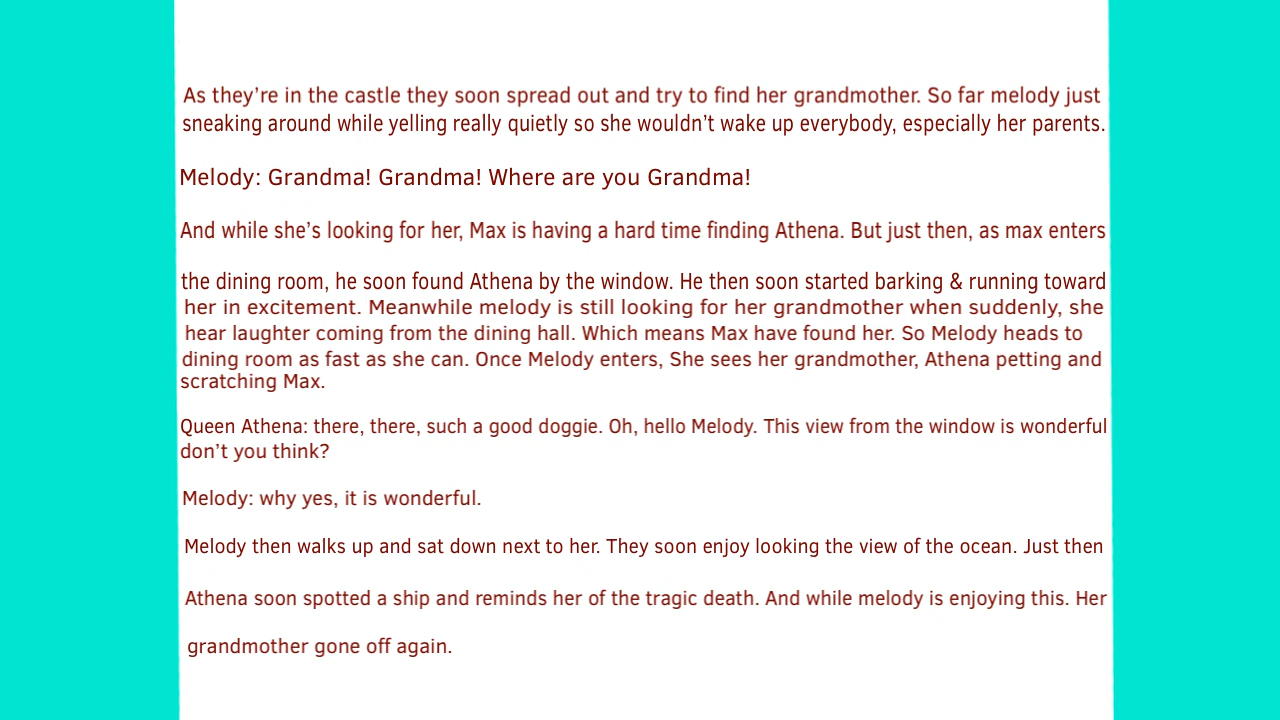 As they’re in the castle they soon spread out and try to find her grandmother. So far melody just
sneaking around while yelling really quietly so she wouldn’t wake up everybody, especially her parents.
Melody: Grandma! Grandma! Where are you Grandma!
And while she’s looking for her, Max is having a hard time finding Athena. But just then, as max enters
the dining room, he soon found Athena by the window. He then soon started barking & running toward
her in excitement. Meanwhile melody is still looking for her grandmother when suddenly, she
hear laughter coming from the dining hall. Which means Max have found her. So Melody heads to
dining room as fast as she can. Once Melody enters, She sees her grandmother, Athena petting and
scratching Max.
Queen Athena: there, there, such a good doggie. Oh, hello Melody. This view from the window is wonderful
don’t you think?
Melody: why yes, it is wonderful.
Melody then walks up and sat down next to her. They soon enjoy looking the view of the ocean. Just then
Athena soon spotted a ship and reminds her of the tragic death. And while melody is enjoying this. Her
grandmother gone off again.